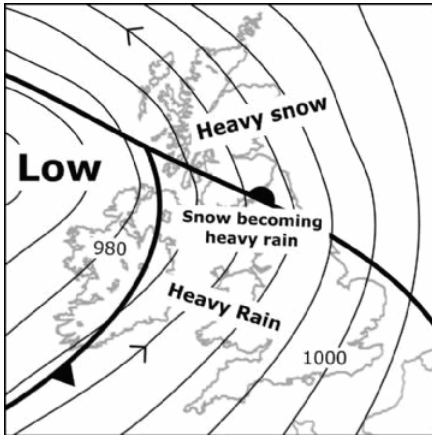 Heavy snow
Low
Snow becoming
heavy rain
980
Heavy Rain
1000